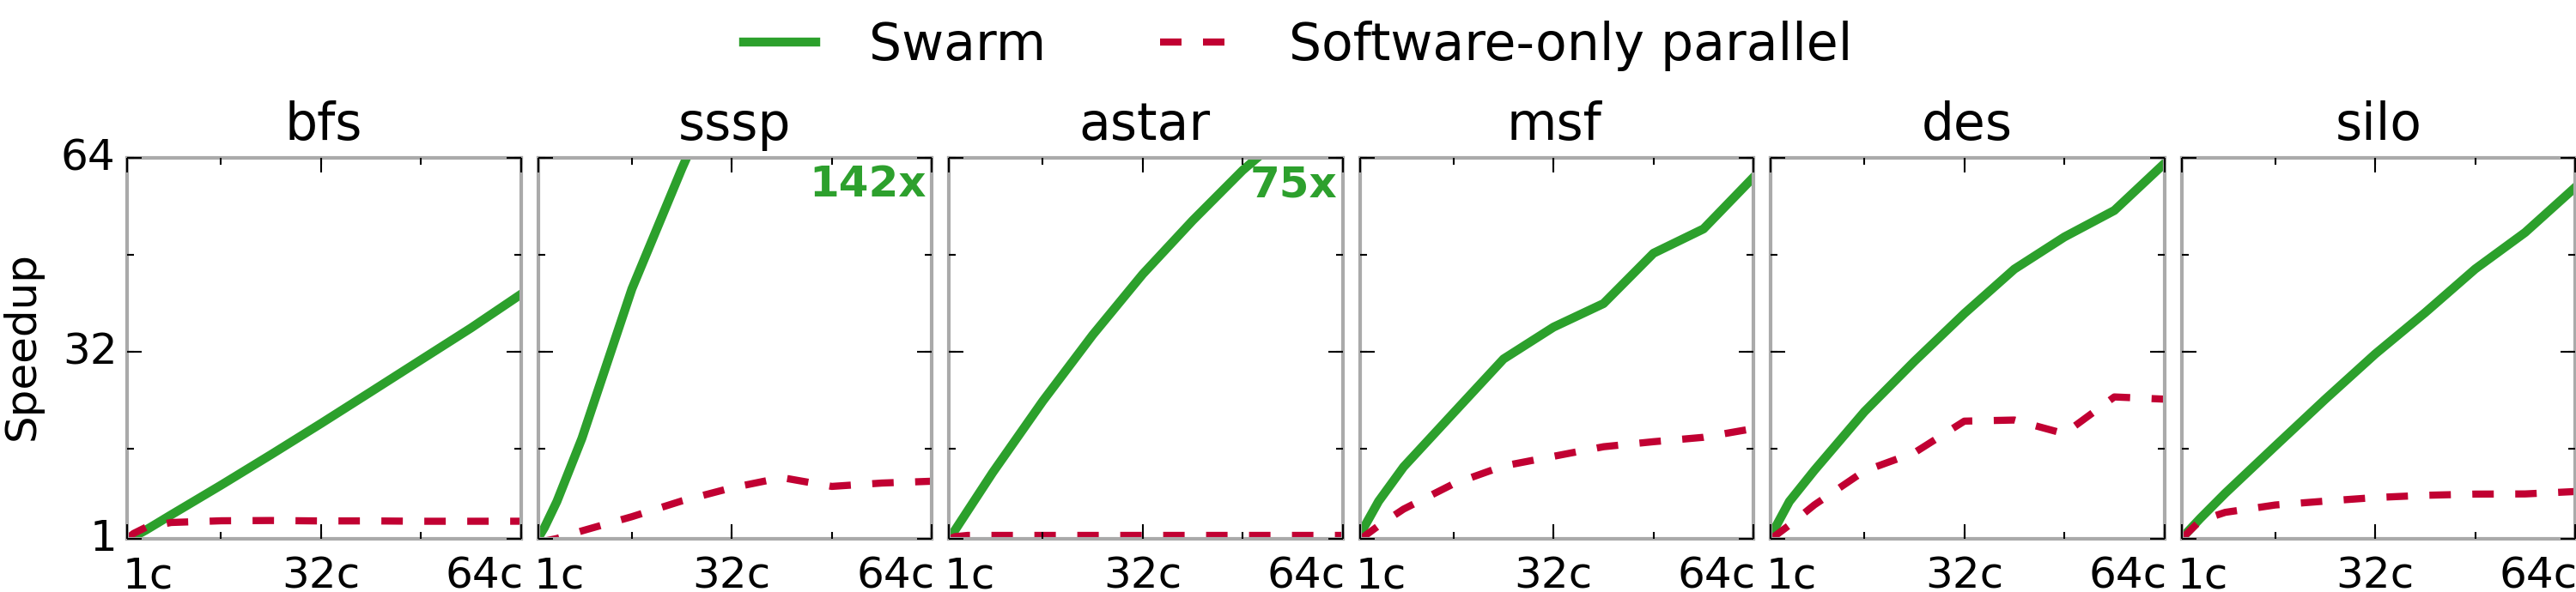 Swarm Software-only parallel
bfs sssp astar msf des silo
64
142x 75x
32
1
Speedup
1c 32c 64c 1c 32c 64c 1c 32c 64c 1c 32c 64c 1c 32c 64c 1c 32c 64c